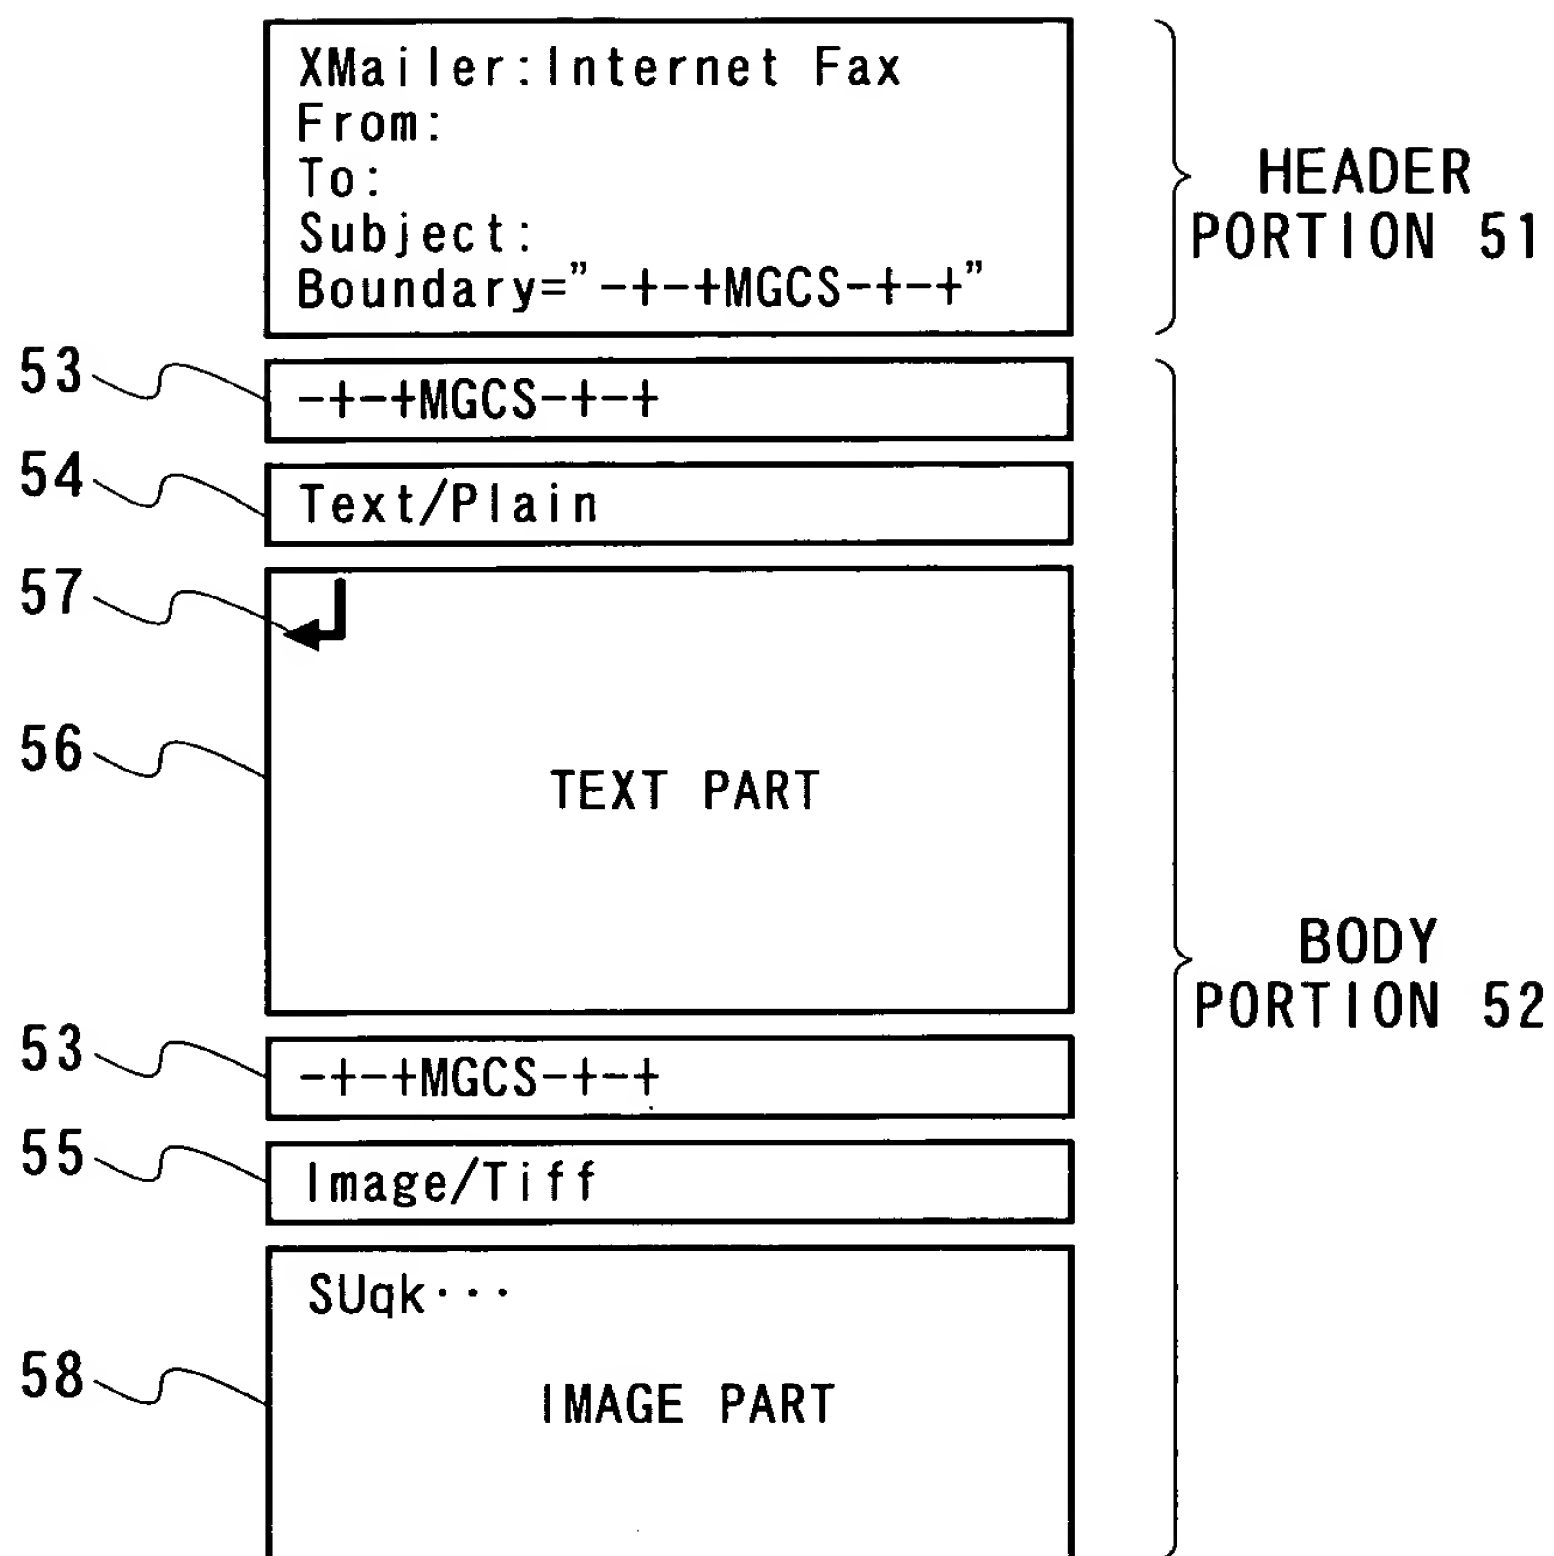 XMailer:Internet Fax
From:
To:
Subject:
Boundary="-+-+MGCS-+-+"
HEADER
PORTION 51
53
-+-+MGCS-+-+
54
Text/Plain
57
56
TEXT PART
BODY
PORTION 52
53
-+-+MGCS-+-+
55
Image/Tiff
SUqk···
58
IMAGE PART